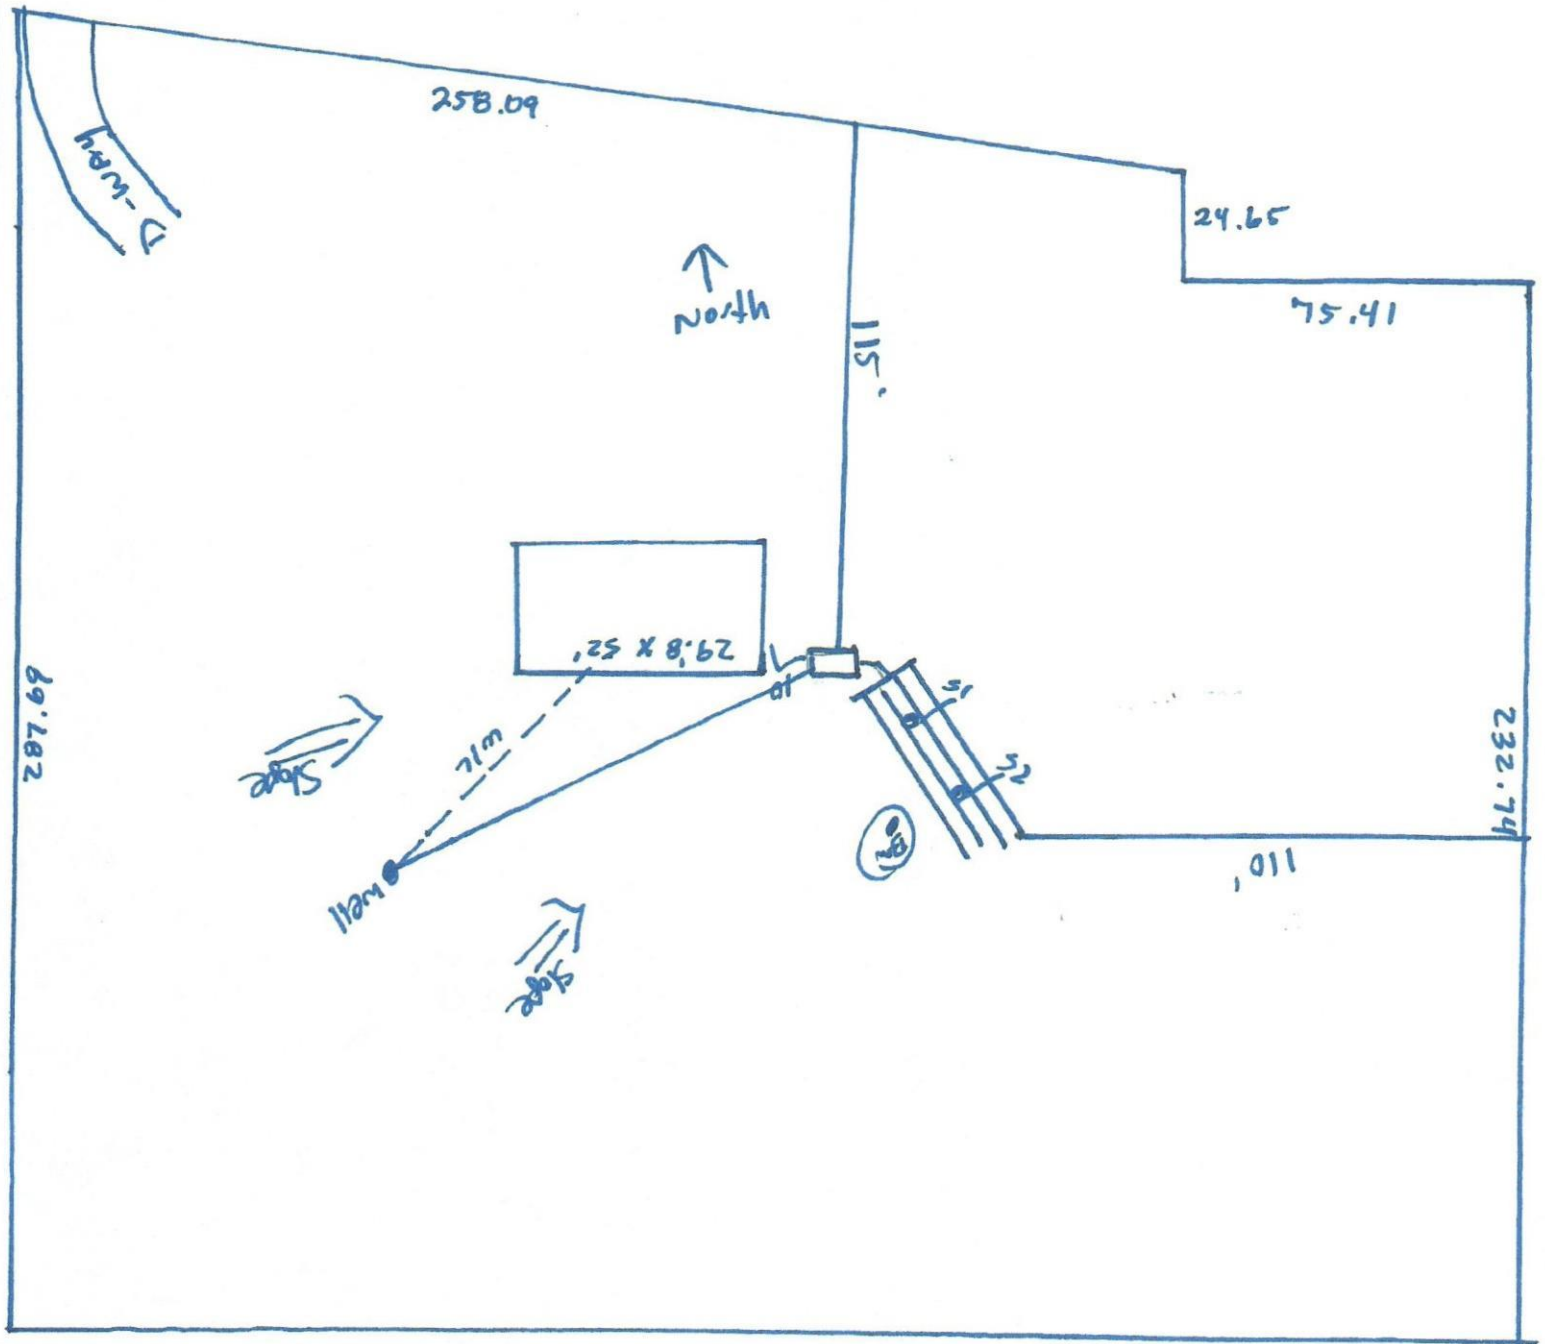 258.09
D-WAY
24.65
North
75.41
115'
29'.8 X 52'
10'
S1
287.69
W/L
Slope
S2
232.74
BM
110'
well
Slope